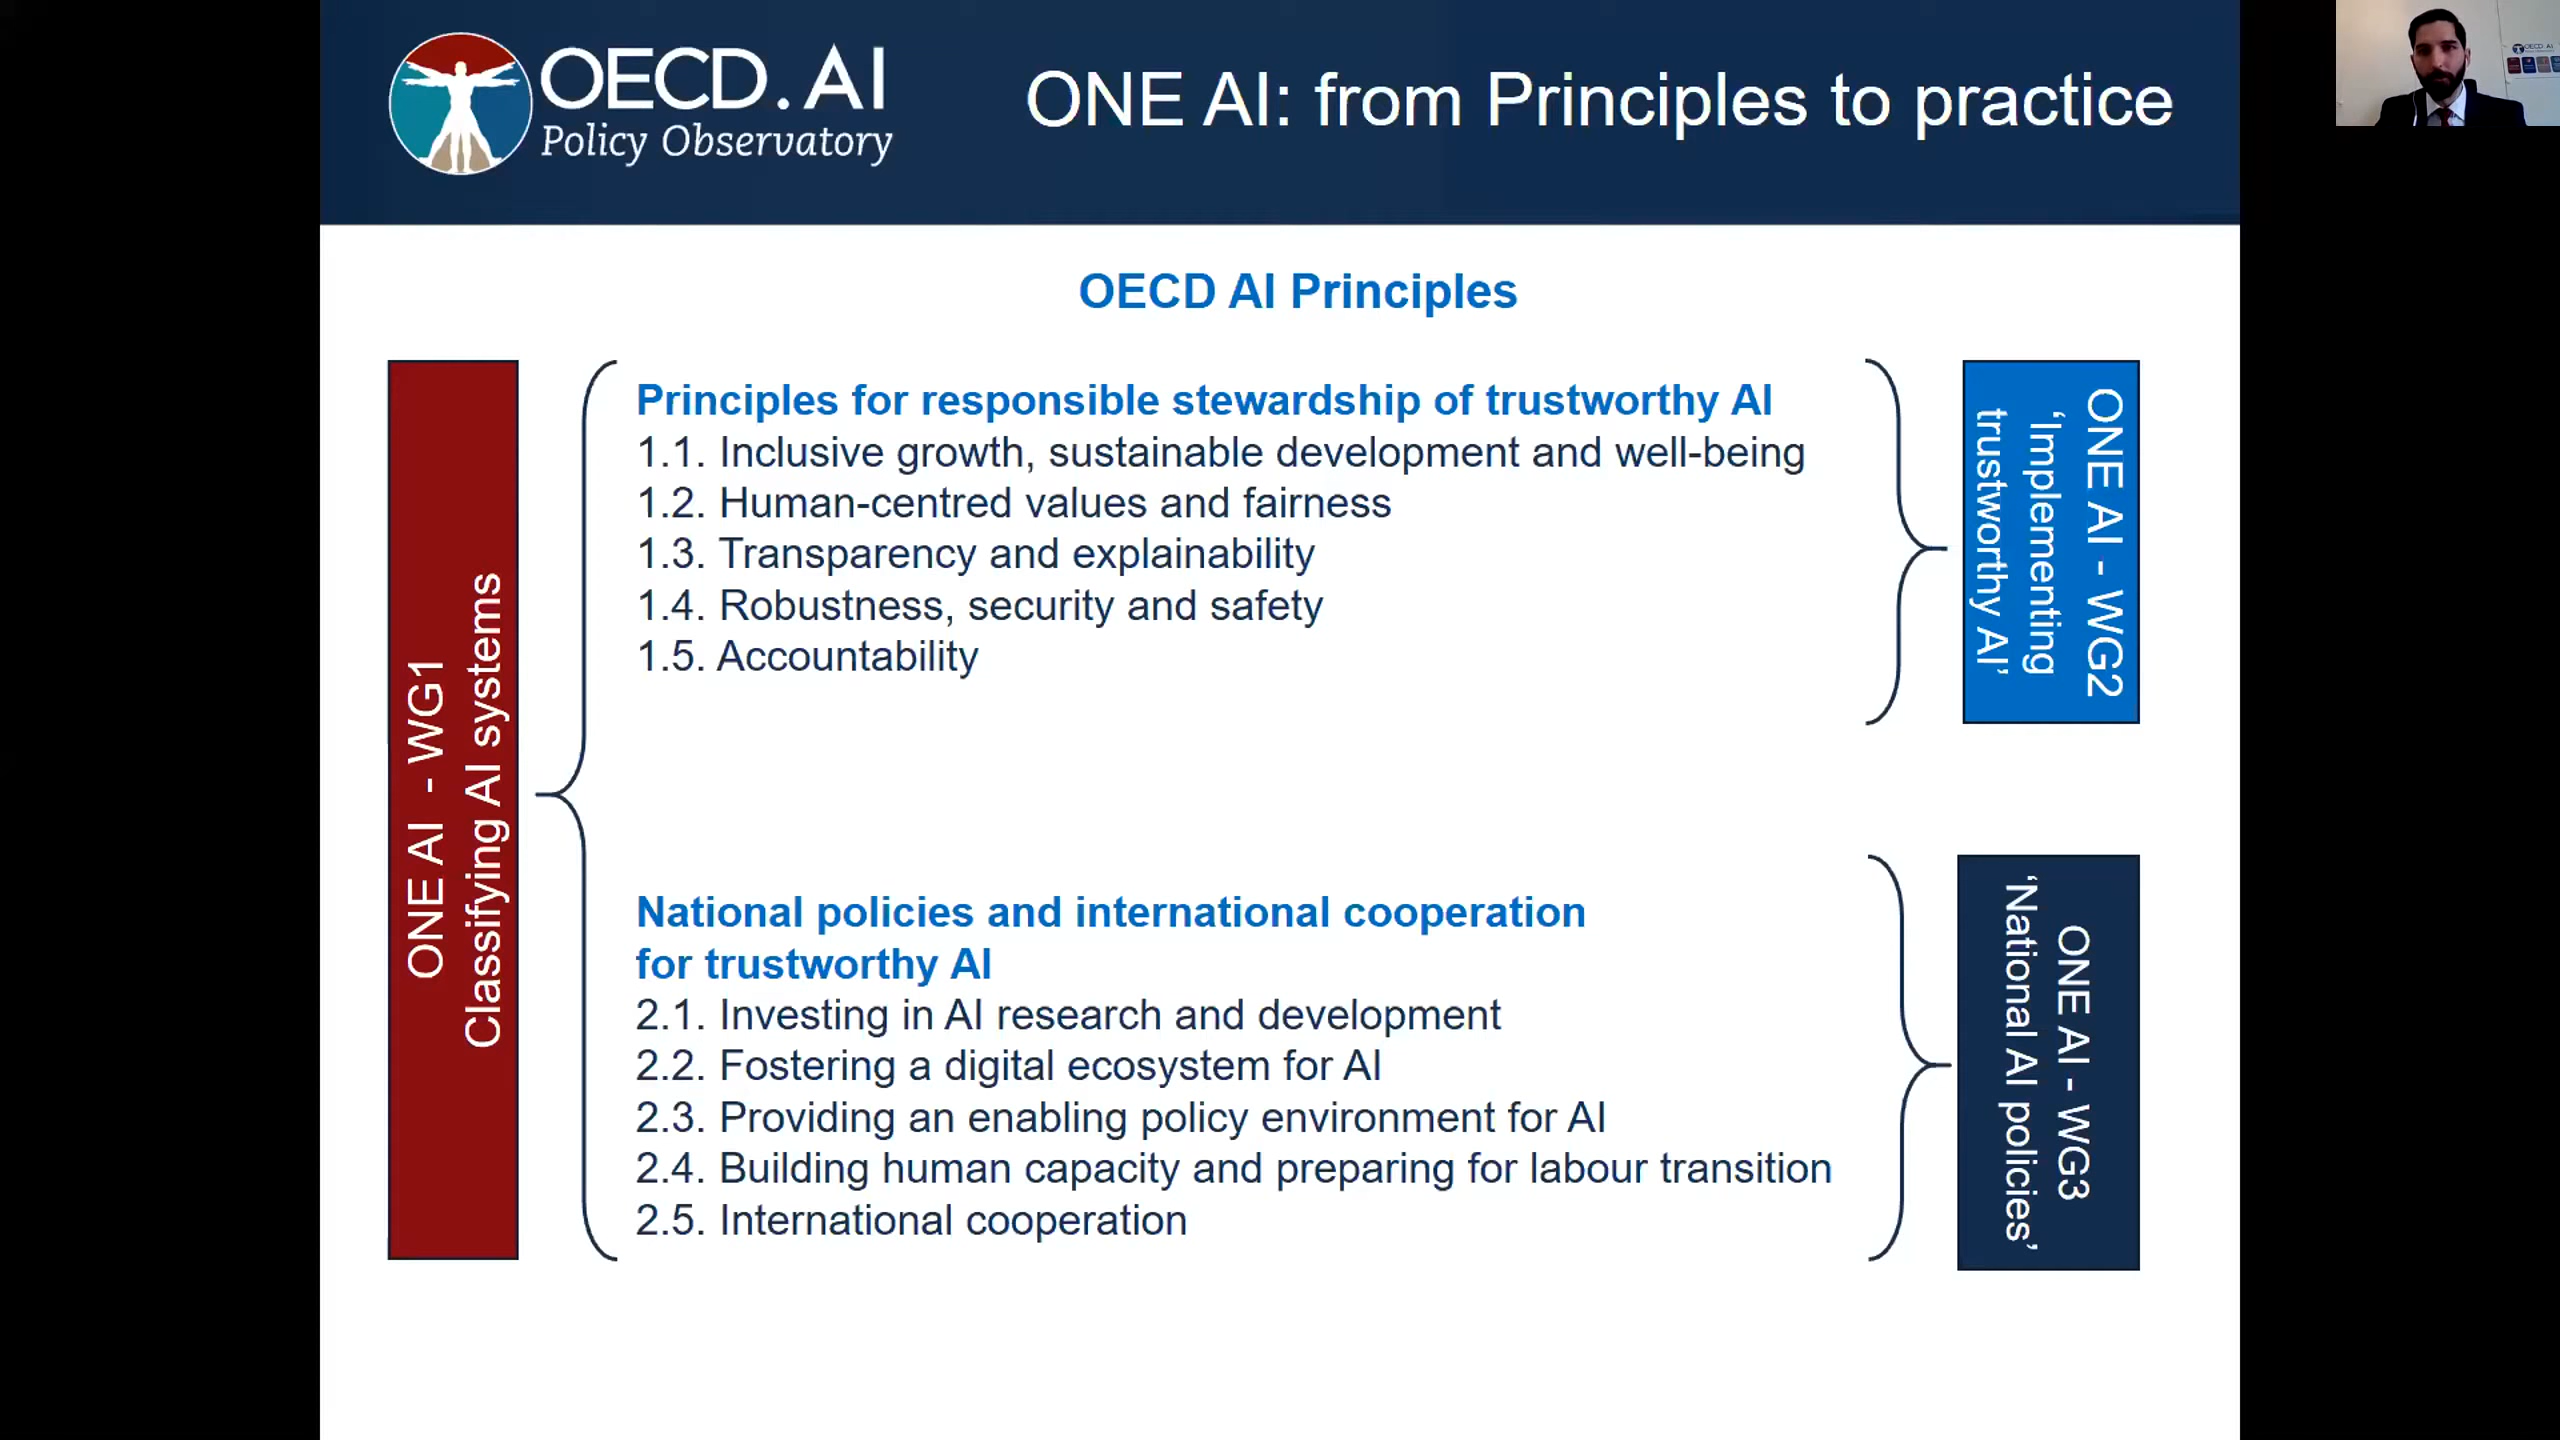 OECD.AI
Policy Observatory
ONE AI: from Principles to practice
OECD AI
OECD AI Principles
ONE AI - WG1
Classifying AI systems
Principles for responsible stewardship of trustworthy AI
1.1. Inclusive growth, sustainable development and well-being
1.2. Human-centred values and fairness
1.3. Transparency and explainability
1.4. Robustness, security and safety
1.5. Accountability
ONE AI - WG2
‘Implementing
trustworthy AI’
National policies and international cooperation
for trustworthy AI
2.1. Investing in AI research and development
2.2. Fostering a digital ecosystem for AI
2.3. Providing an enabling policy environment for AI
2.4. Building human capacity and preparing for labour transition
2.5. International cooperation
ONE AI - WG3
‘National AI policies’